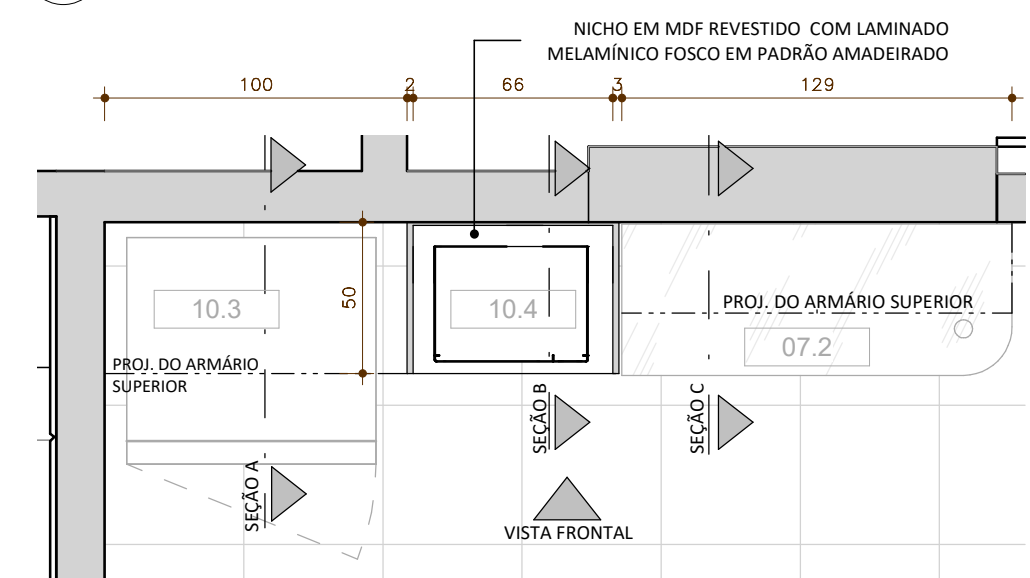 NICHO EM MDF REVESTIDO COM LAMINADO
MELAMÍNICO FOSCO EM PADRÃO AMADEIRADO
100
2
66
3
129
50
10.3
10.4
PROJ. DO ARMÁRIO SUPERIOR
07.2
PROJ. DO ARMÁRIO
SUPERIOR
SEÇÃO A
SEÇÃO B
SEÇÃO C
VISTA FRONTAL